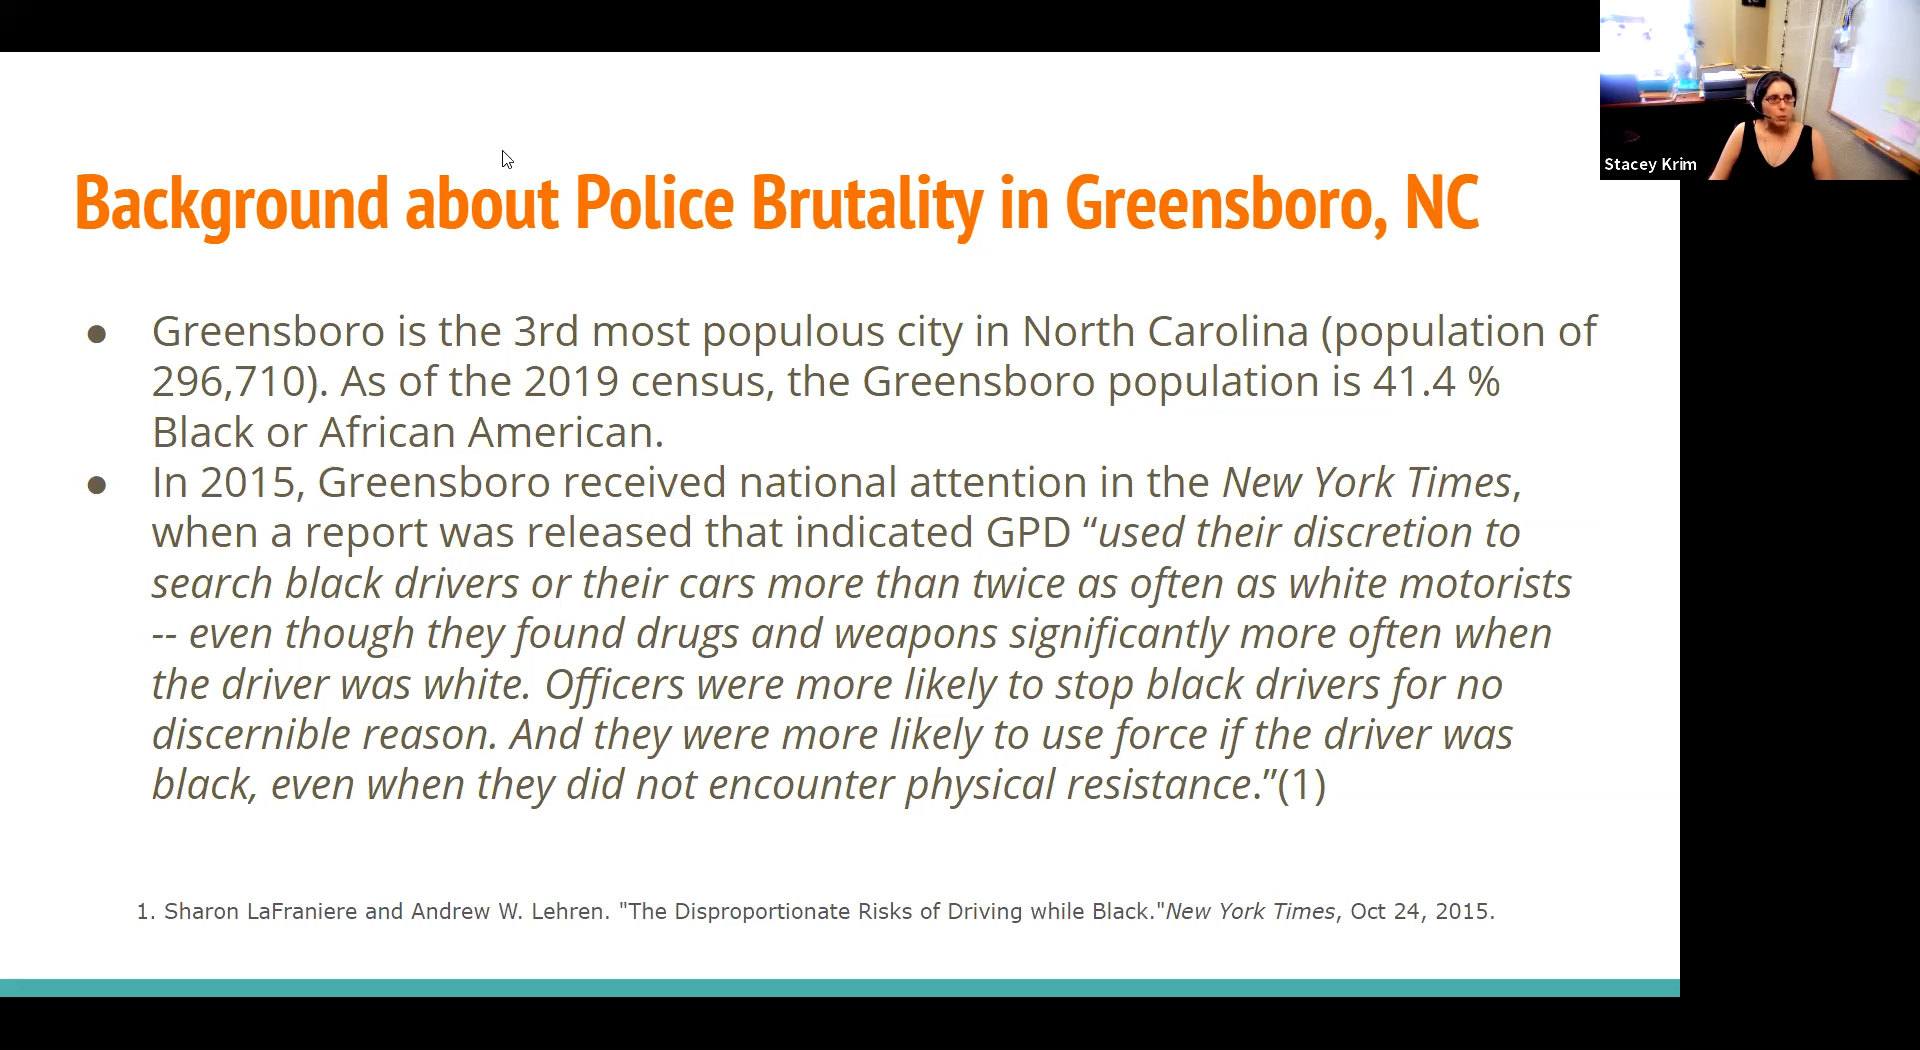 Background about Police Brutality in Greensboro, NC
Stacey Krim
● Greensboro is the 3rd most populous city in North Carolina (population of
296,710). As of the 2019 census, the Greensboro population is 41.4 %
Black or African American.
● In 2015, Greensboro received national attention in the New York Times,
when a report was released that indicated GPD “used their discretion to
search black drivers or their cars more than twice as often as white motorists
-- even though they found drugs and weapons significantly more often when
the driver was white. Officers were more likely to stop black drivers for no
discernible reason. And they were more likely to use force if the driver was
black, even when they did not encounter physical resistance.”(1)
1. Sharon LaFraniere and Andrew W. Lehren. "The Disproportionate Risks of Driving while Black."New York Times, Oct 24, 2015.